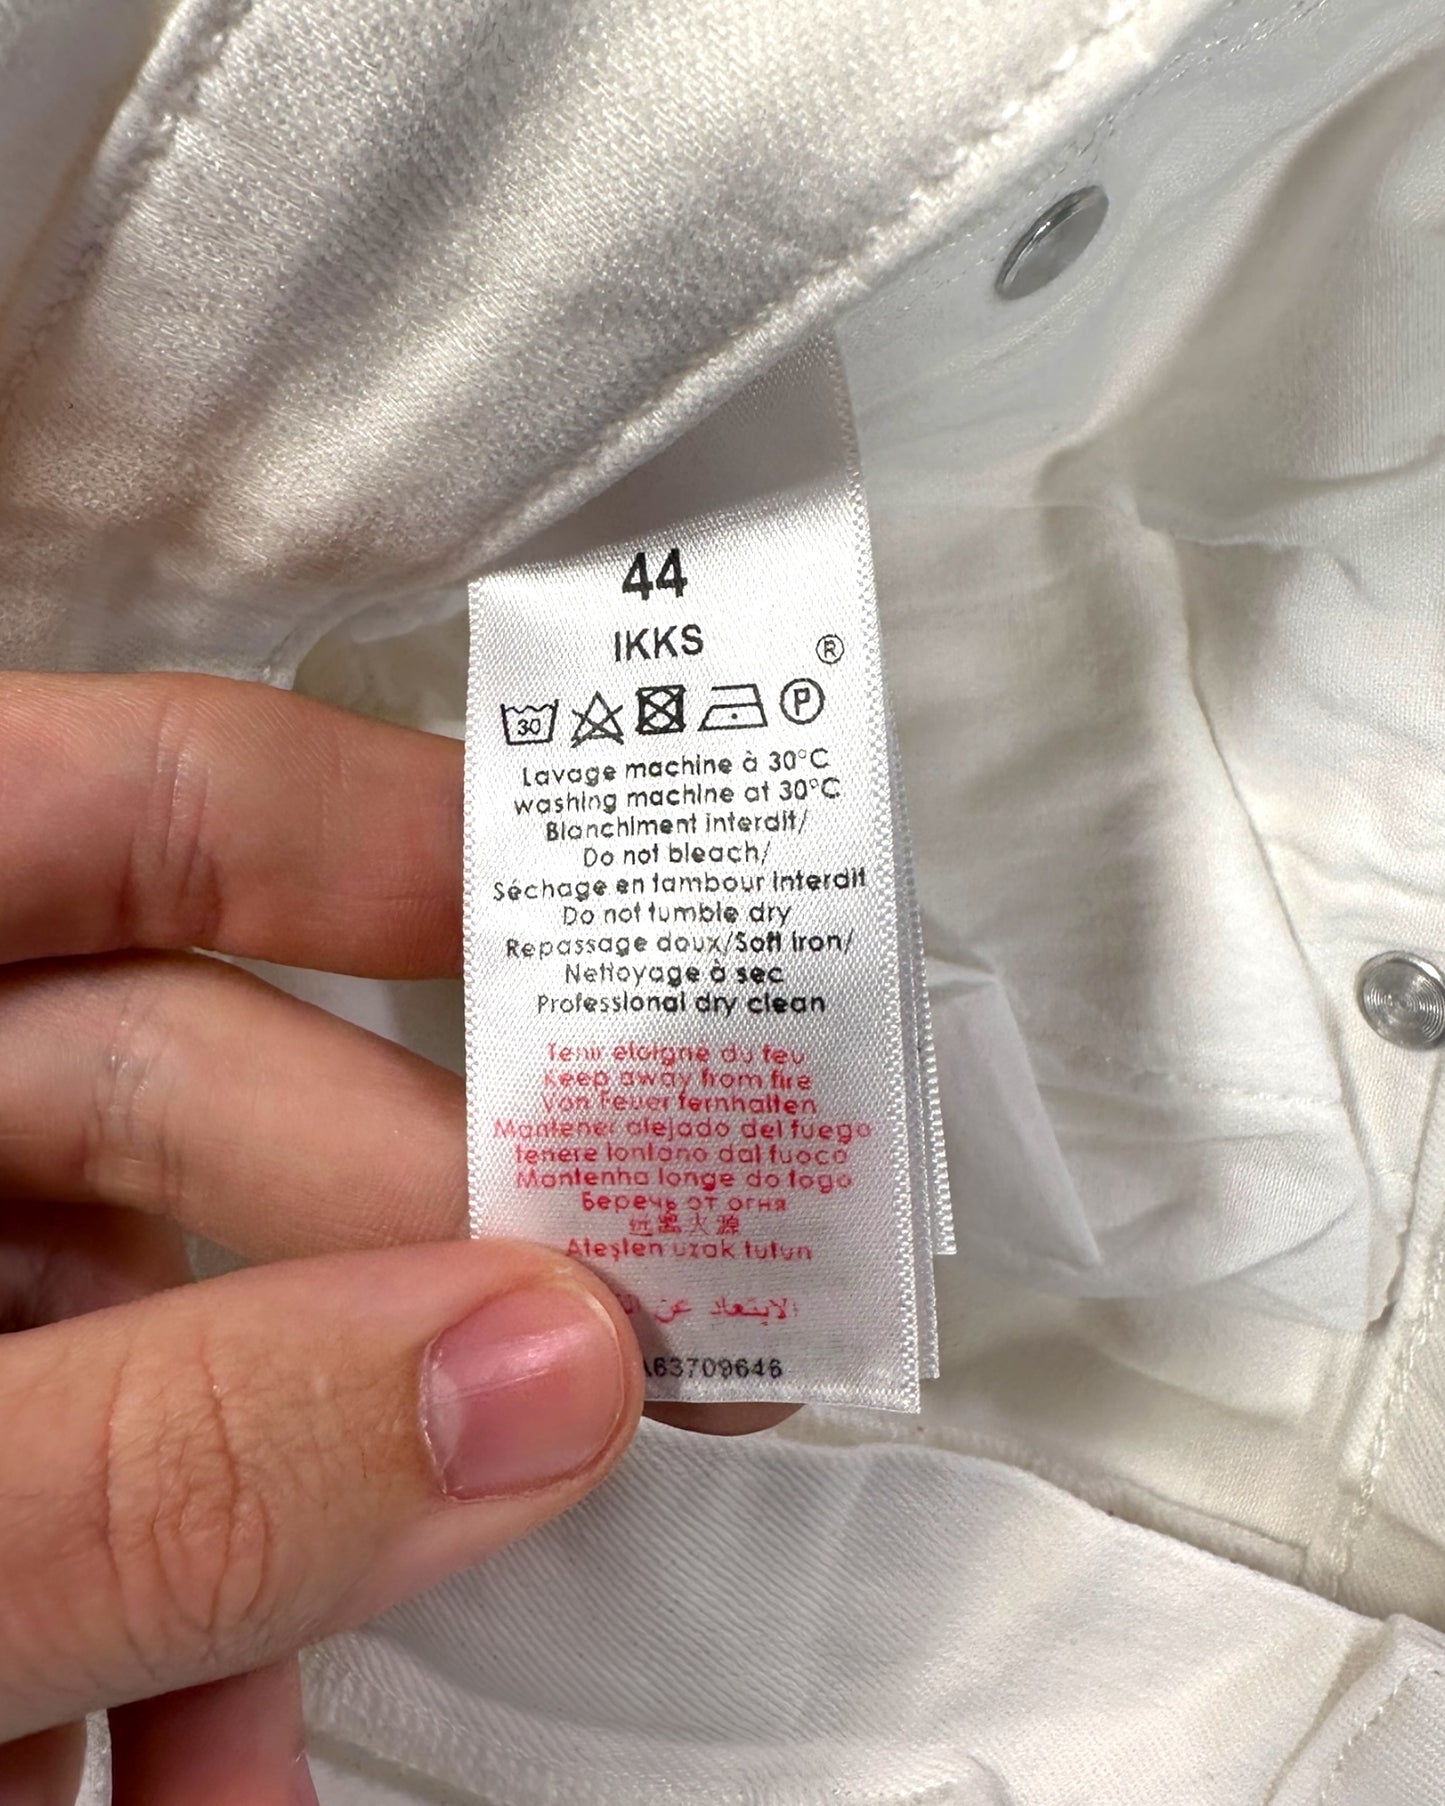 44
IKKS
®
30 P
Lavage machine à 30°C
washing machine at 30°C
Blanchiment interdit/
Do not bleach/
Séchage en tambour interdit
Do not tumble dry
Repassage doux/Soft iron/
Nettoyage à sec
Professional dry clean
Tenir éloigné du feu
Keep away from fire
Von Feuer fernhalten
Mantener alejado del fuego
Tenere lontano dal fuoco
Mantenha longe do fogo
Беречь от огня
远离火源
Ateşten uzak tutun
الابتعاد عن
63709646